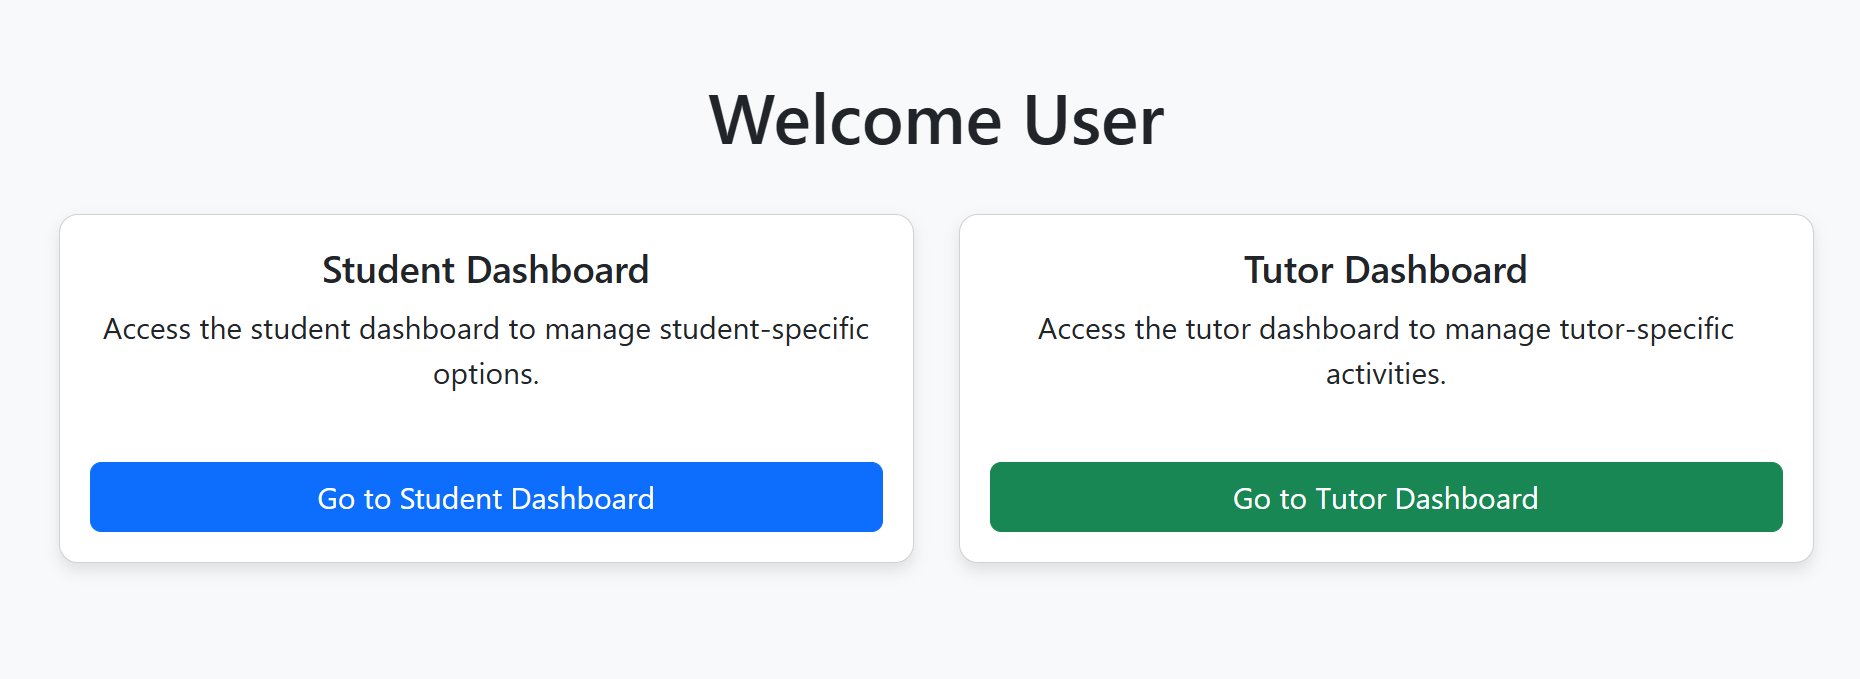 Welcome User
Student Dashboard
Access the student dashboard to manage student-specific
options.
Go to Student Dashboard
Tutor Dashboard
Access the tutor dashboard to manage tutor-specific
activities.
Go to Tutor Dashboard